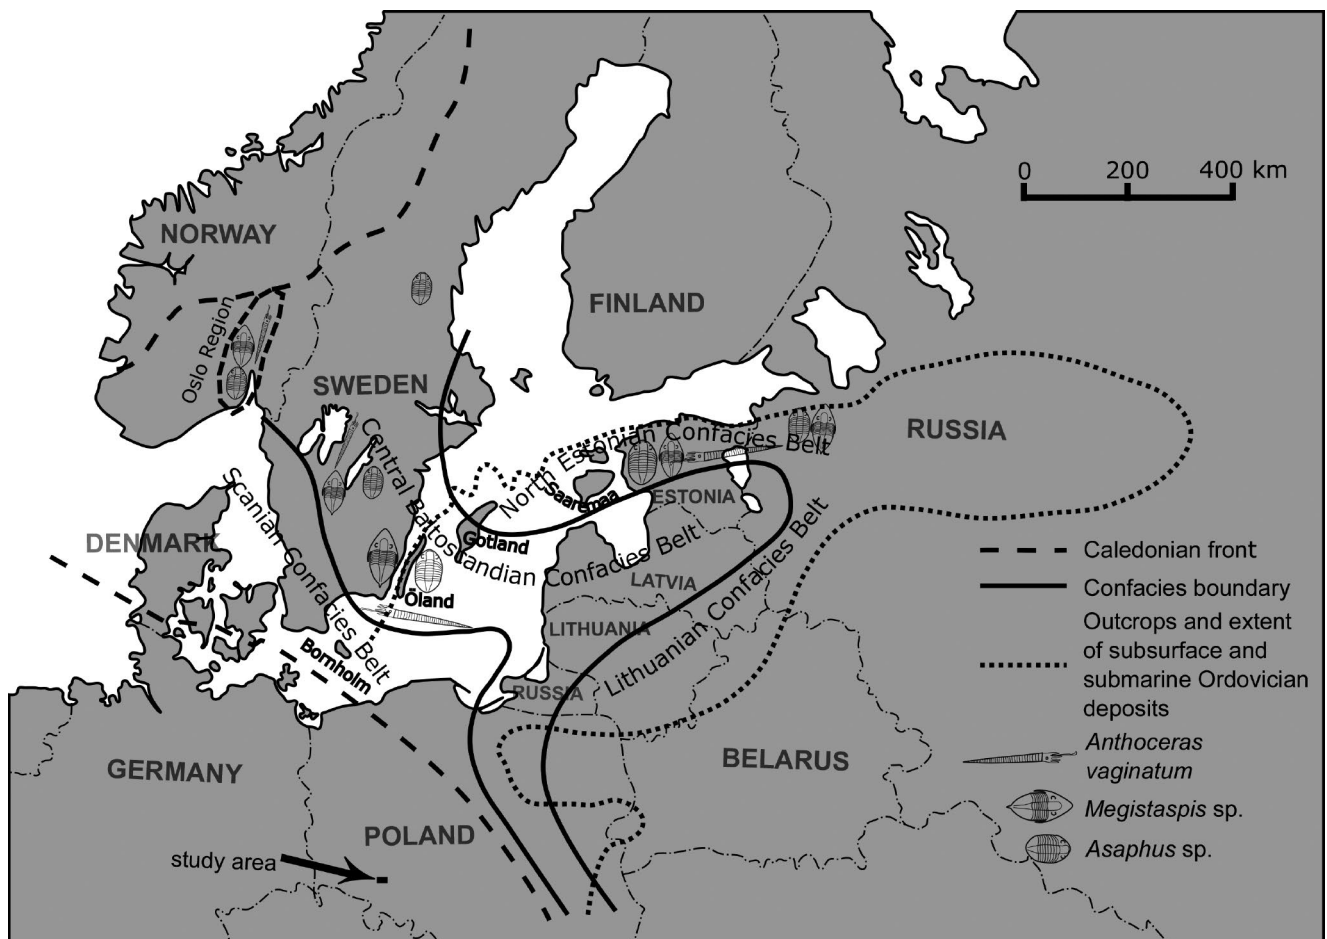 0 200 400 km
NORWAY
FINLAND
Oslo Region
SWEDEN
RUSSIA
Central Baltoscandian Confacies Belt
North Estonian Confacies Belt
Scanian Confacies Belt
Saaremaa
ESTONIA
Gotland
DENMARK
LATVIA
Öland
LITHUANIA
Lithuanian Confacies Belt
Bornholm
RUSSIA
GERMANY
BELARUS
POLAND
study area
Caledonian front
Confacies boundary
Outcrops and extent
of subsurface and
submarine Ordovician
deposits
Anthoceras
vaginatum
Megistaspis sp.
Asaphus sp.